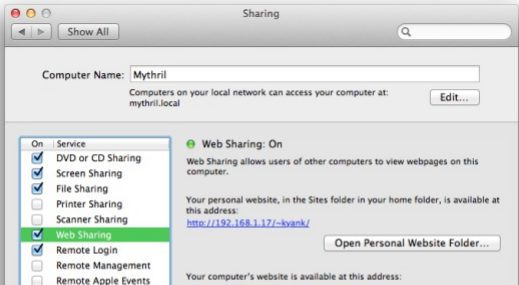 Sharing
Show All
Computer Name: Mythril
Computers on your local network can access your computer at:
mythril.local
Edit...
On Service
DVD or CD Sharing
Screen Sharing
File Sharing
Printer Sharing
Scanner Sharing
Web Sharing
Remote Login
Remote Management
Remote Apple Events
Web Sharing: On
Web Sharing allows users of other computers to view webpages on this
computer.
Your personal website, in the Sites folder in your home folder, is available at
this address:
http://192.168.1.17/~kyank/
Open Personal Website Folder...
Your computer's website is available at this address: